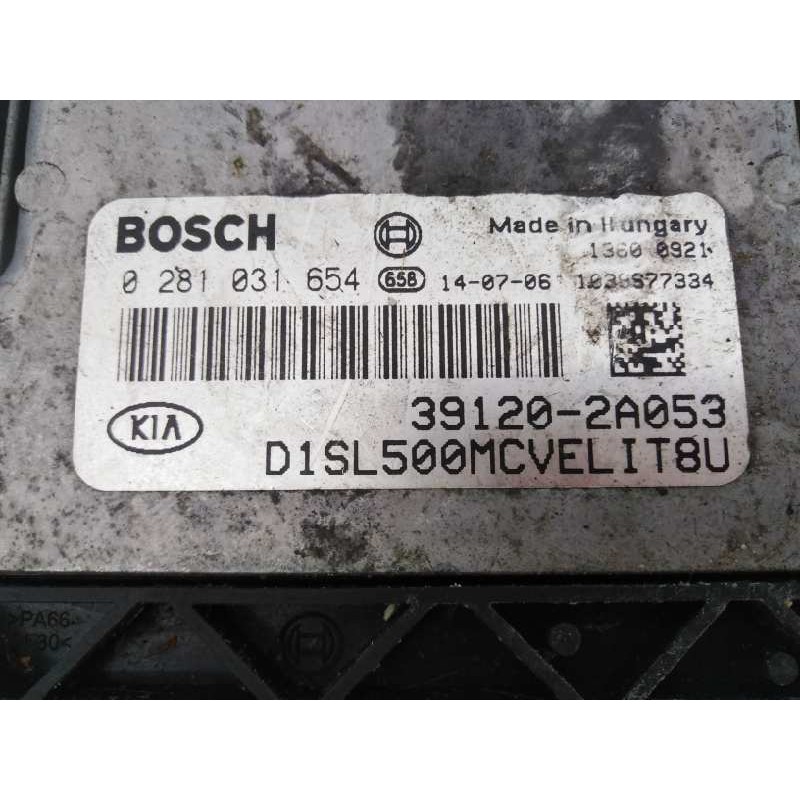 BOSCH
Made in Hungary
1360 0921
0 281 031 654 658 14-07-06 1039S77334
KIA
39120-2A053
D1SL500MCVELIT8U
>PA66-